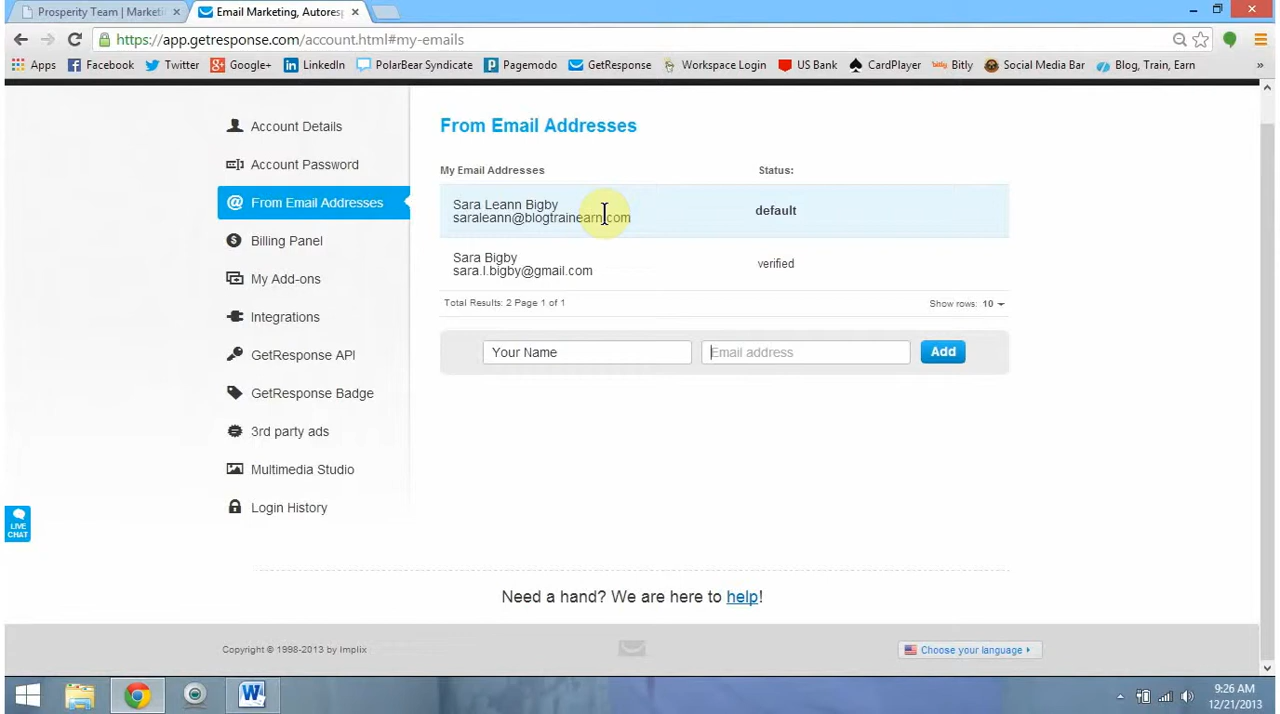 Prosperity Team | Marketi
Email Marketing, Autoresp
https://app.getresponse.com/account.html#my-emails
Apps
Facebook
Twitter
Google+
LinkedIn
PolarBear Syndicate
Pagemodo
GetResponse
Workspace Login
US Bank
CardPlayer
bitly Bitly
Social Media Bar
Blog, Train, Earn
»
Account Details
Account Password
From Email Addresses
Billing Panel
My Add-ons
Integrations
GetResponse API
GetResponse Badge
3rd party ads
Multimedia Studio
Login History
From Email Addresses
My Email Addresses Status:
Sara Leann Bigby
saraleann@blogtrainearn.com
default
Sara Bigby
sara.l.bigby@gmail.com
verified
Total Results: 2 Page 1 of 1 Show rows: 10
Your Name Email address Add
LIVE
CHAT
Need a hand? We are here to help!
Copyright © 1998-2013 by Implix
Choose your language
9:26 AM
12/21/2013